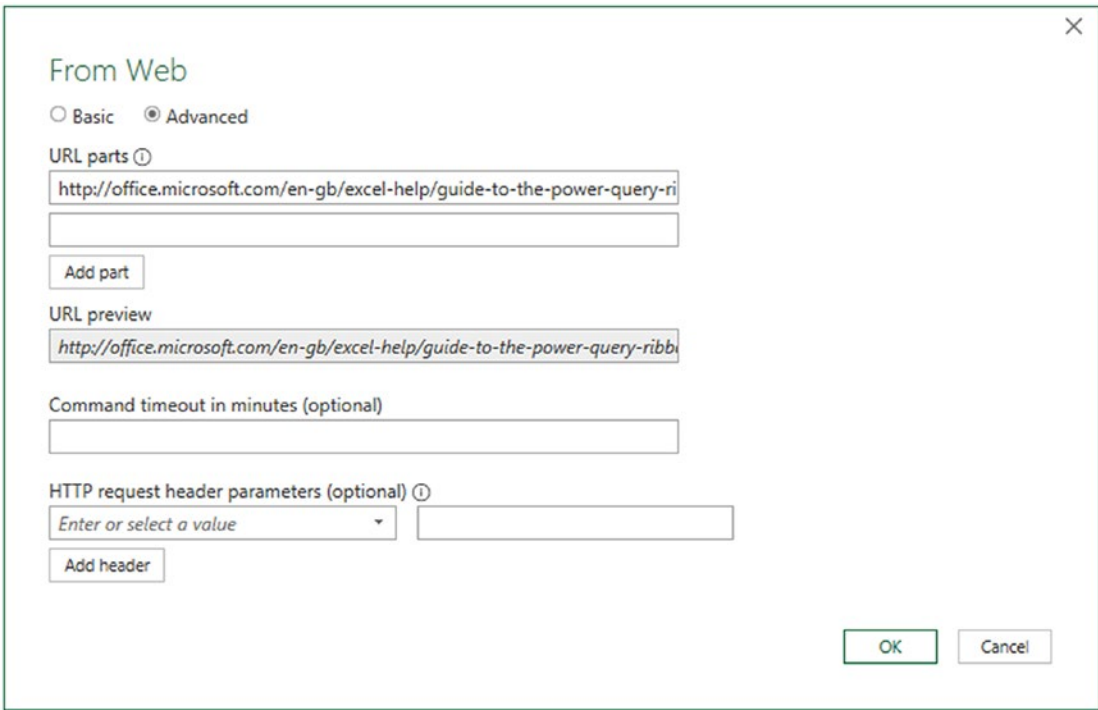 From Web
Basic Advanced
URL parts
http://office.microsoft.com/en-gb/excel-help/guide-to-the-power-query-ri
Add part
URL preview
http://office.microsoft.com/en-gb/excel-help/guide-to-the-power-query-ribb
Command timeout in minutes (optional)
HTTP request header parameters (optional)
Enter or select a value
Add header
OK Cancel